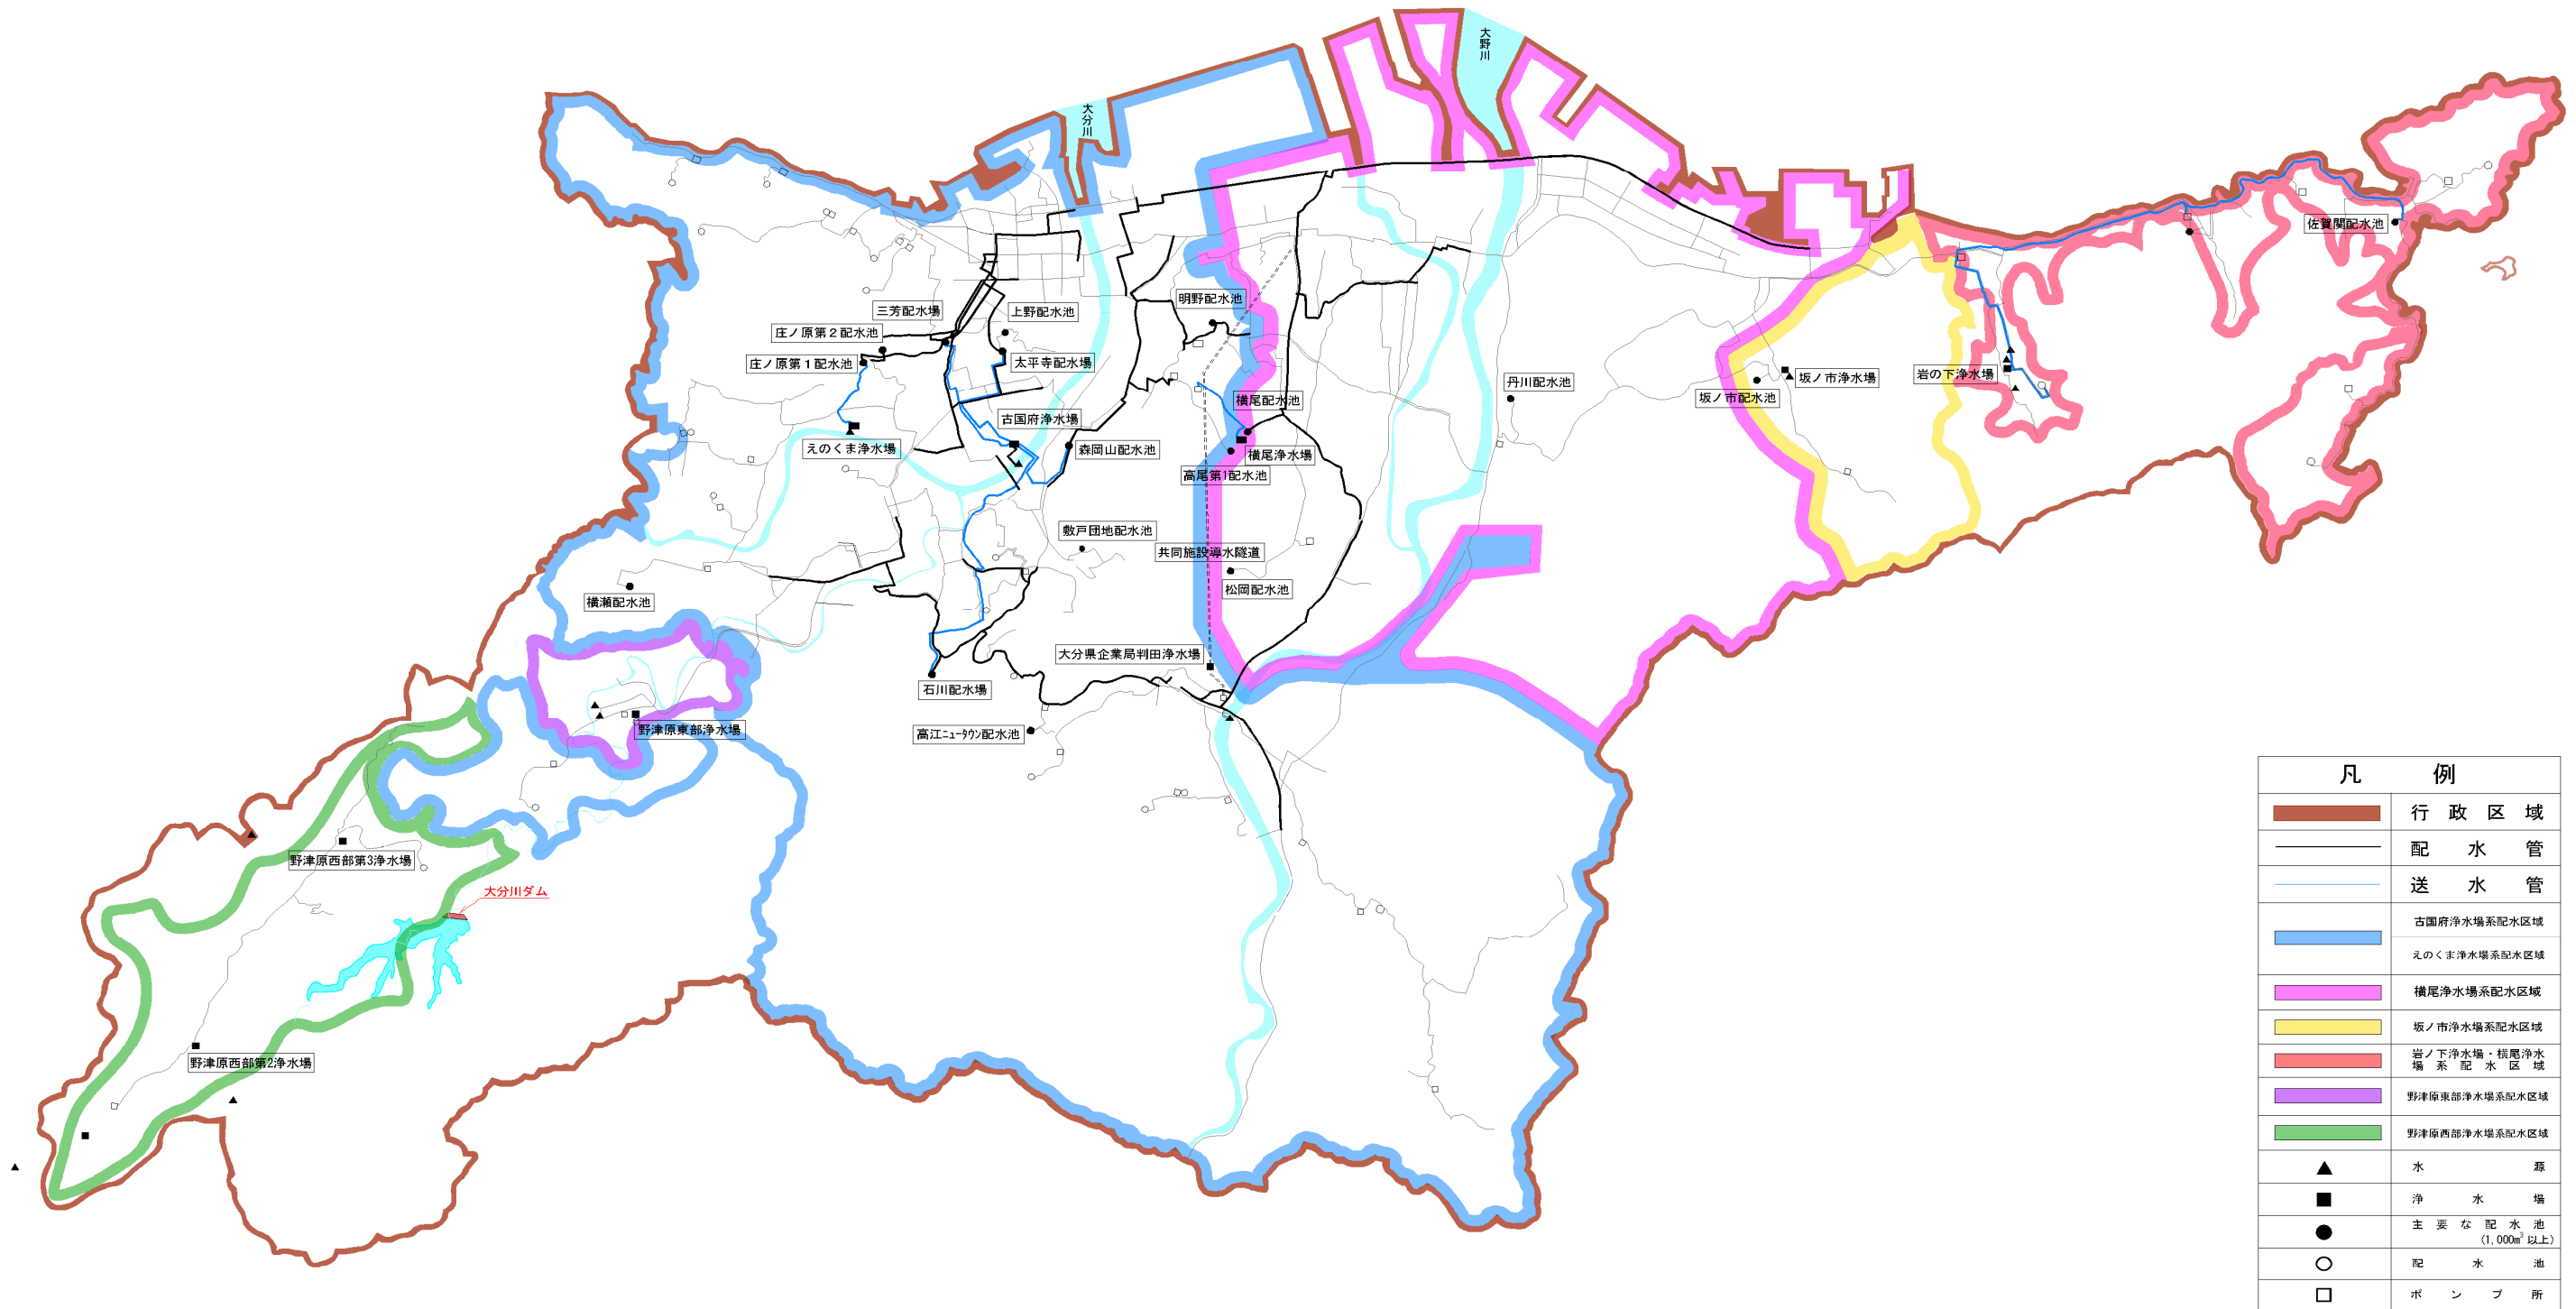 大野川
大分川
佐賀関配水池
三芳配水場
上野配水池
明野配水池
庄ノ原第２配水池
庄ノ原第１配水池
太平寺配水場
丹川配水池
坂ノ市浄水場
岩の下浄水場
坂ノ市配水池
横尾配水池
古国府浄水場
えのくま浄水場
森岡山配水池
横尾浄水場
高尾第1配水池
敷戸団地配水池
共同施設導水隧道
松岡配水池
横瀬配水池
大分県企業局判田浄水場
石川配水場
野津原東部浄水場
高江ﾆｭｰﾀｳﾝ配水池
野津原西部第3浄水場
大分川ダム
野津原西部第2浄水場
凡例
行政区域
配水管
送水管
古国府浄水場系配水区域
えのくま浄水場系配水区域
横尾浄水場系配水区域
坂ノ市浄水場系配水区域
岩ノ下浄水場・横尾浄水
場系配水区域
野津原東部浄水場系配水区域
野津原西部浄水場系配水区域
水源
浄水場
主要な配水池
(1,000m³以上)
配水池
ポンプ所